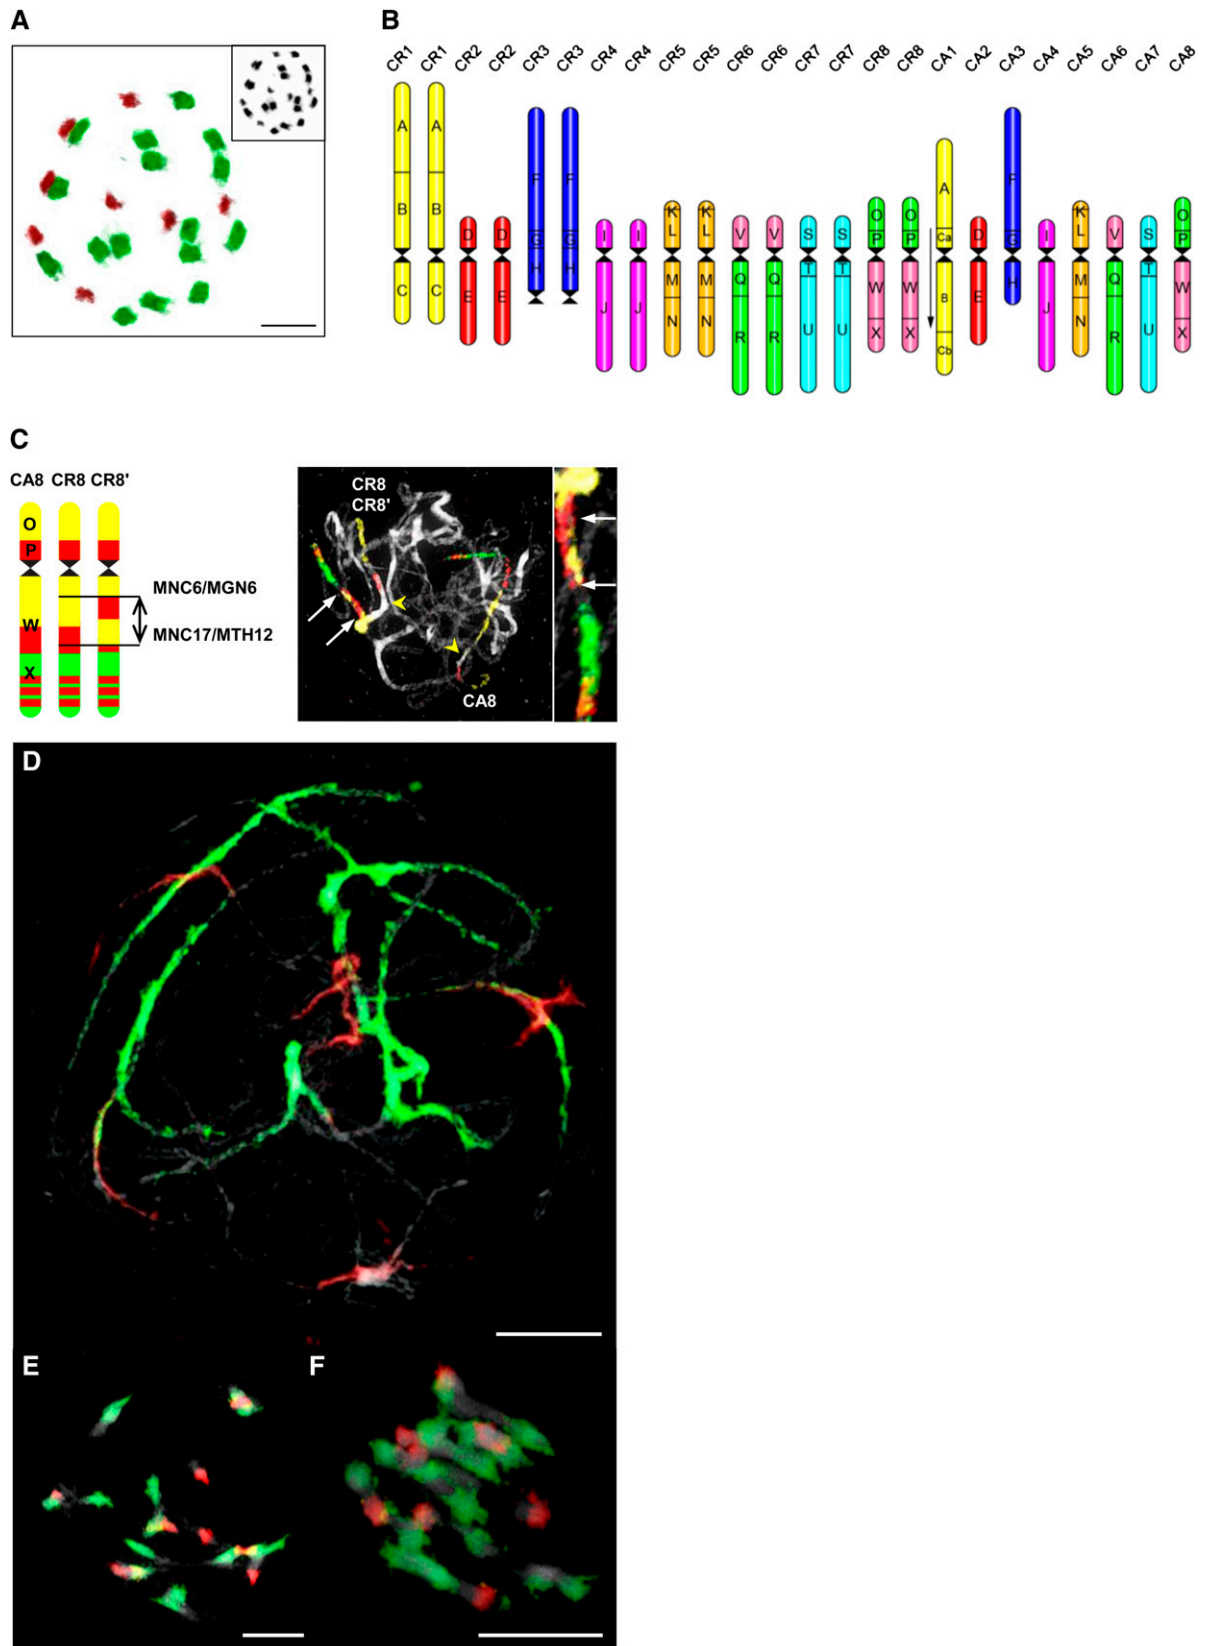 A
B
CR1 CR1 CR2 CR2 CR3 CR3 CR4 CR4 CR5 CR5 CR6 CR6 CR7 CR7 CR8 CR8 CA1 CA2 CA3 CA4 CA5 CA6 CA7 CA8
A A F F A F
K K O O K O
B B D D G G I I L L V V S S P P Ca D G I L V S P
H H T T H T
C C E E J J M M Q Q U U W W B E J M Q U W
N N R R X X Cb N R X
C
CA8 CR8 CR8'
O
P
W
X
MNC6/MGN6
MNC17/MTH12
CR8
CR8'
CA8
D
E
F